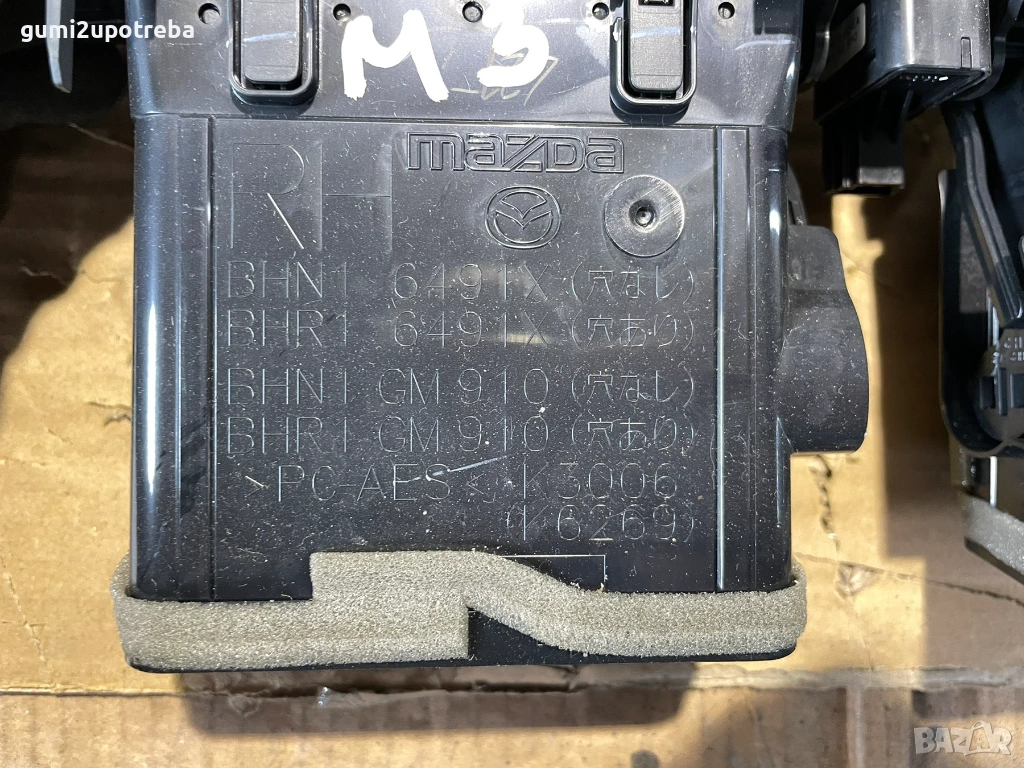 gumi2upotreba
M3
mazda
RH
BHN1 6491X (穴なし)
BHR1 6491X (穴あり)
BHN1 GM910 (穴なし)
BHR1 GM910 (穴あり)
>PC-AES< K3006
(K6269)
BAZAR